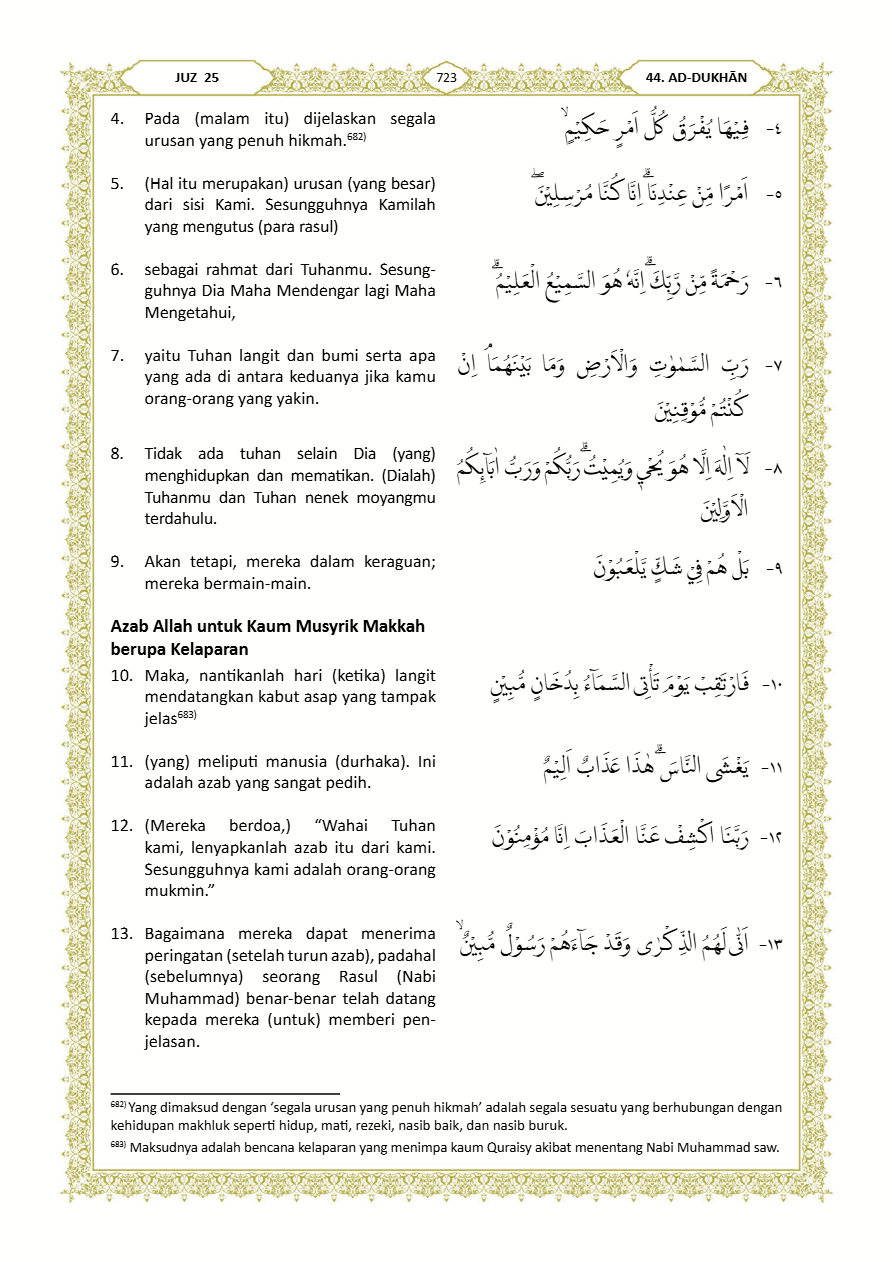 JUZ 25
723
44. AD-DUKHĀN
4. Pada (malam itu) dijelaskan segala
urusan yang penuh hikmah.682)
٤- فِيْهَا يُفْرَقُ كُلُّ اَمْرٍ حَكِيْمٍۙ
5. (Hal itu merupakan) urusan (yang besar)
dari sisi Kami. Sesungguhnya Kamilah
yang mengutus (para rasul)
٥- اَمْرًا مِّنْ عِنْدِنَاۗ اِنَّا كُنَّا مُرْسِلِيْنَۖ
6. sebagai rahmat dari Tuhanmu. Sesung-
guhnya Dia Maha Mendengar lagi Maha
Mengetahui,
٦- رَحْمَةً مِّنْ رَّبِّكَۗ اِنَّهٗ هُوَ السَّمِيْعُ الْعَلِيْمُۗ
7. yaitu Tuhan langit dan bumi serta apa
yang ada di antara keduanya jika kamu
orang-orang yang yakin.
٧- رَبِّ السَّمٰوٰتِ وَالْاَرْضِ وَمَا بَيْنَهُمَاۘ اِنْ
كُنْتُمْ مُّوْقِنِيْنَ
8. Tidak ada tuhan selain Dia (yang)
menghidupkan dan mematikan. (Dialah)
Tuhanmu dan Tuhan nenek moyangmu
terdahulu.
٨- لَآ اِلٰهَ اِلَّا هُوَ يُحْيٖ وَيُمِيْتُۗ رَبُّكُمْ وَرَبُّ اٰبَاۤىِٕكُمُ
الْاَوَّلِيْنَ
9. Akan tetapi, mereka dalam keraguan;
mereka bermain-main.
٩- بَلْ هُمْ فِيْ شَكٍّ يَّلْعَبُوْنَ
Azab Allah untuk Kaum Musyrik Makkah
berupa Kelaparan
10. Maka, nantikanlah hari (ketika) langit
mendatangkan kabut asap yang tampak
jelas683)
١٠- فَارْتَقِبْ يَوْمَ تَأْتِى السَّمَاۤءُ بِدُخَانٍ مُّبِيْنٍ
11. (yang) meliputi manusia (durhaka). Ini
adalah azab yang sangat pedih.
١١- يَغْشَى النَّاسَۗ هٰذَا عَذَابٌ اَلِيْمٌ
12. (Mereka berdoa,) “Wahai Tuhan
kami, lenyapkanlah azab itu dari kami.
Sesungguhnya kami adalah orang-orang
mukmin.”
١٢- رَبَّنَا اكْشِفْ عَنَّا الْعَذَابَ اِنَّا مُؤْمِنُوْنَ
13. Bagaimana mereka dapat menerima
peringatan (setelah turun azab), padahal
(sebelumnya) seorang Rasul (Nabi
Muhammad) benar-benar telah datang
kepada mereka (untuk) memberi pen-
jelasan.
١٣- اَنّٰى لَهُمُ الذِّكْرٰى وَقَدْ جَاۤءَهُمْ رَسُوْلٌ مُّبِيْنٌۙ
682) Yang dimaksud dengan ‘segala urusan yang penuh hikmah’ adalah segala sesuatu yang berhubungan dengan
kehidupan makhluk seperti hidup, mati, rezeki, nasib baik, dan nasib buruk.
683) Maksudnya adalah bencana kelaparan yang menimpa kaum Quraisy akibat menentang Nabi Muhammad saw.